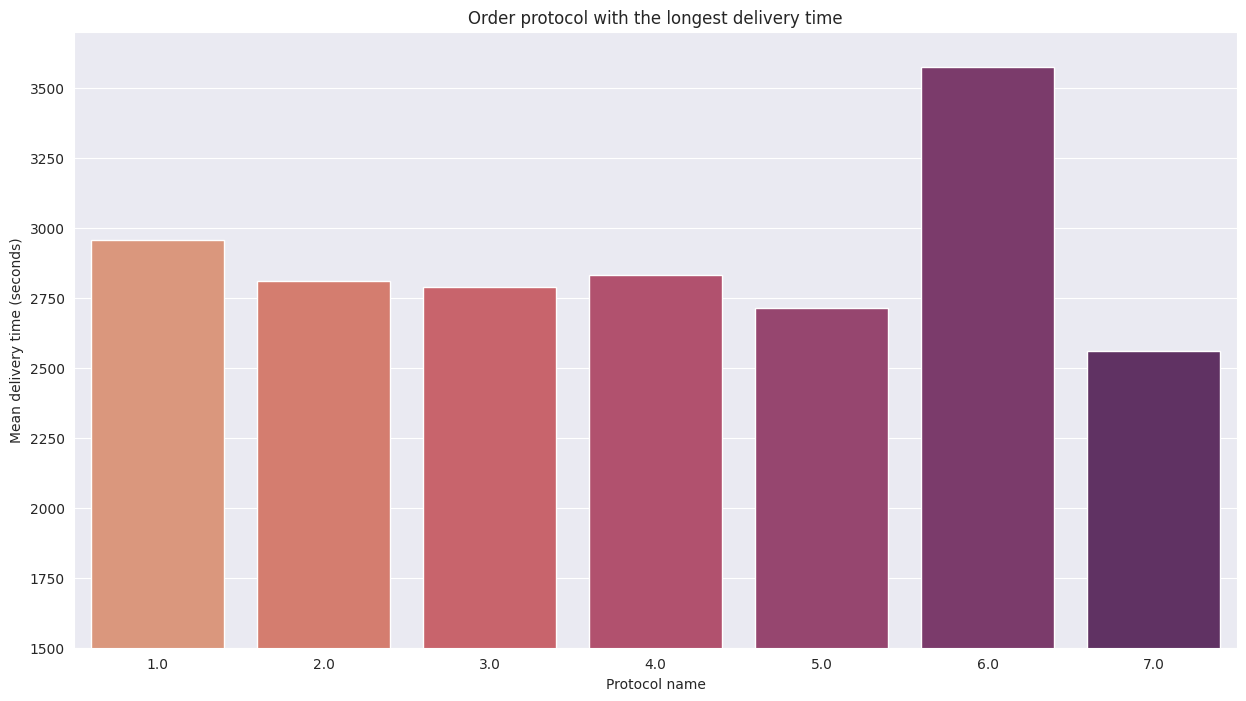 Order protocol with the longest delivery time
Mean delivery time (seconds)
3500
3250
3000
2750
2500
2250
2000
1750
1500
1.0 2.0 3.0 4.0 5.0 6.0 7.0
Protocol name